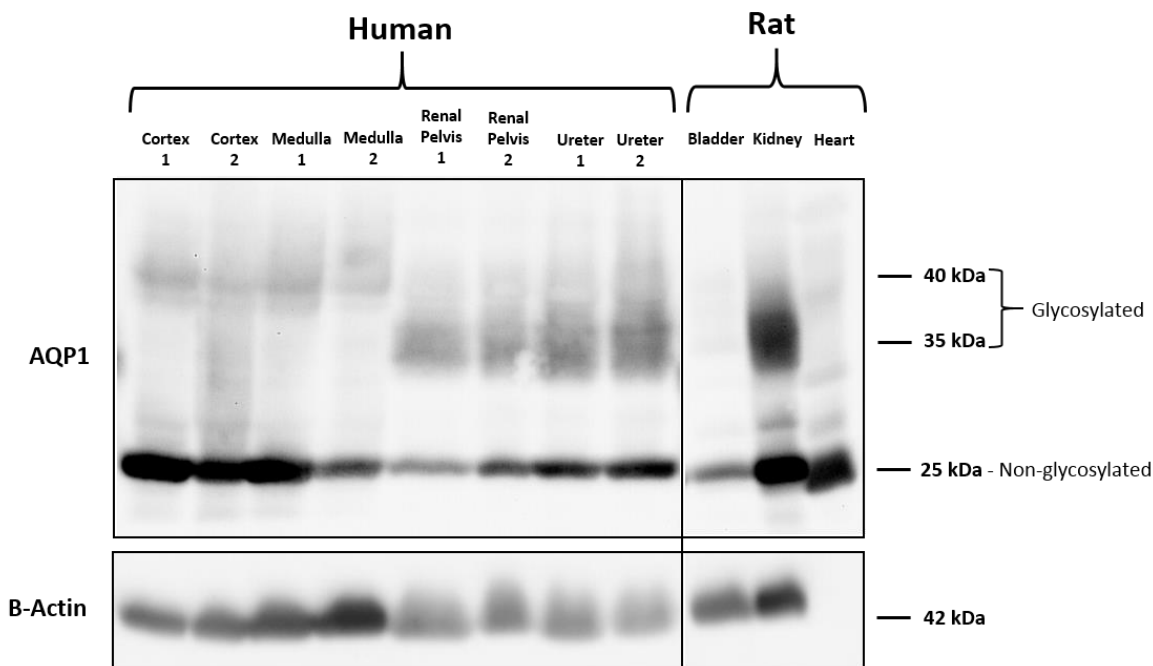 Human
Rat
Cortex 1
Cortex 2
Medulla 1
Medulla 2
Renal Pelvis 1
Renal Pelvis 2
Ureter 1
Ureter 2
Bladder
Kidney
Heart
AQP1
40 kDa
Glycosylated
35 kDa
25 kDa - Non-glycosylated
B-Actin
42 kDa